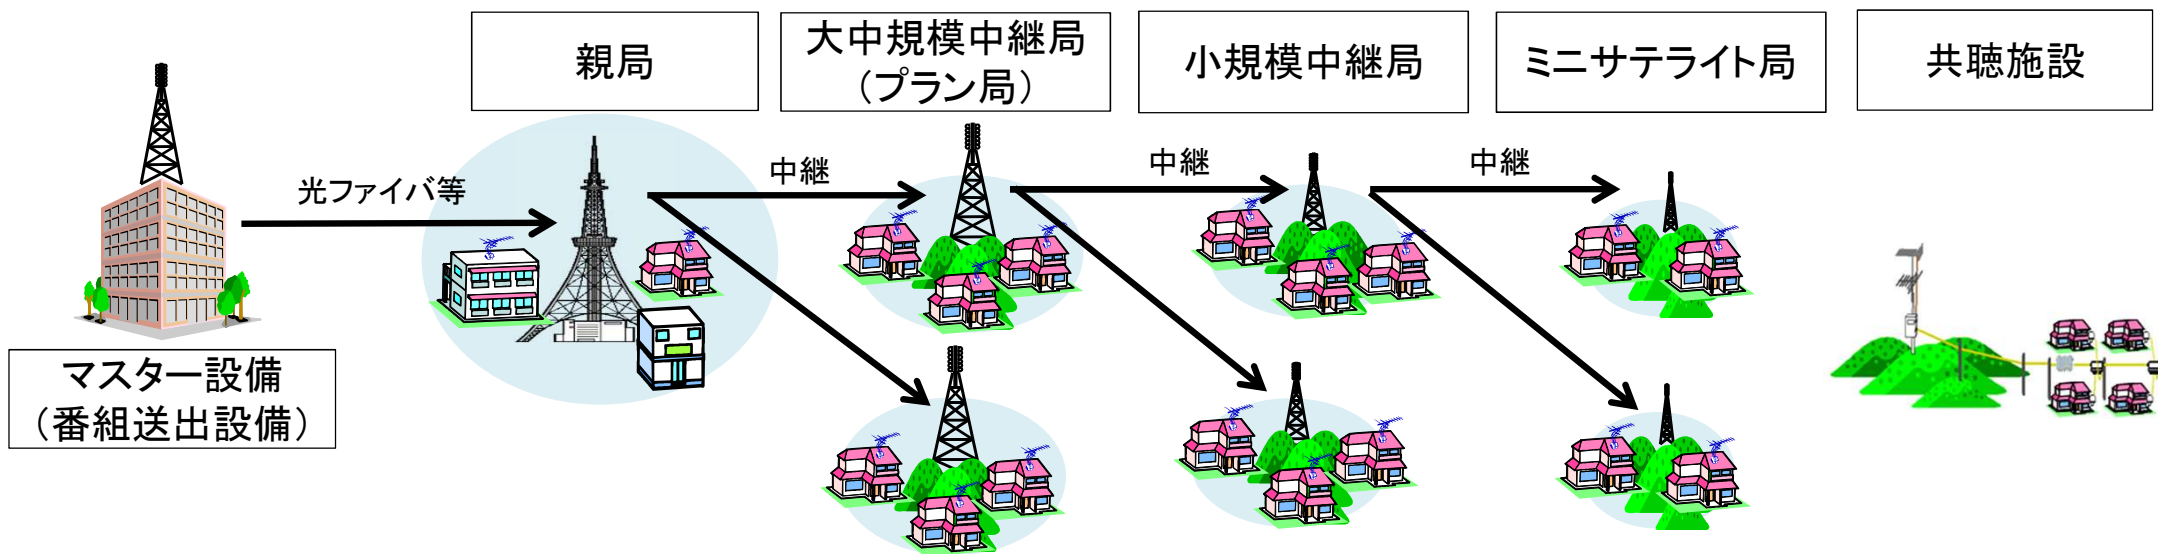 親局
大中規模中継局
（プラン局）
小規模中継局
ミニサテライト局
共聴施設
光ファイバ等
中継
中継
中継
マスター設備
（番組送出設備）